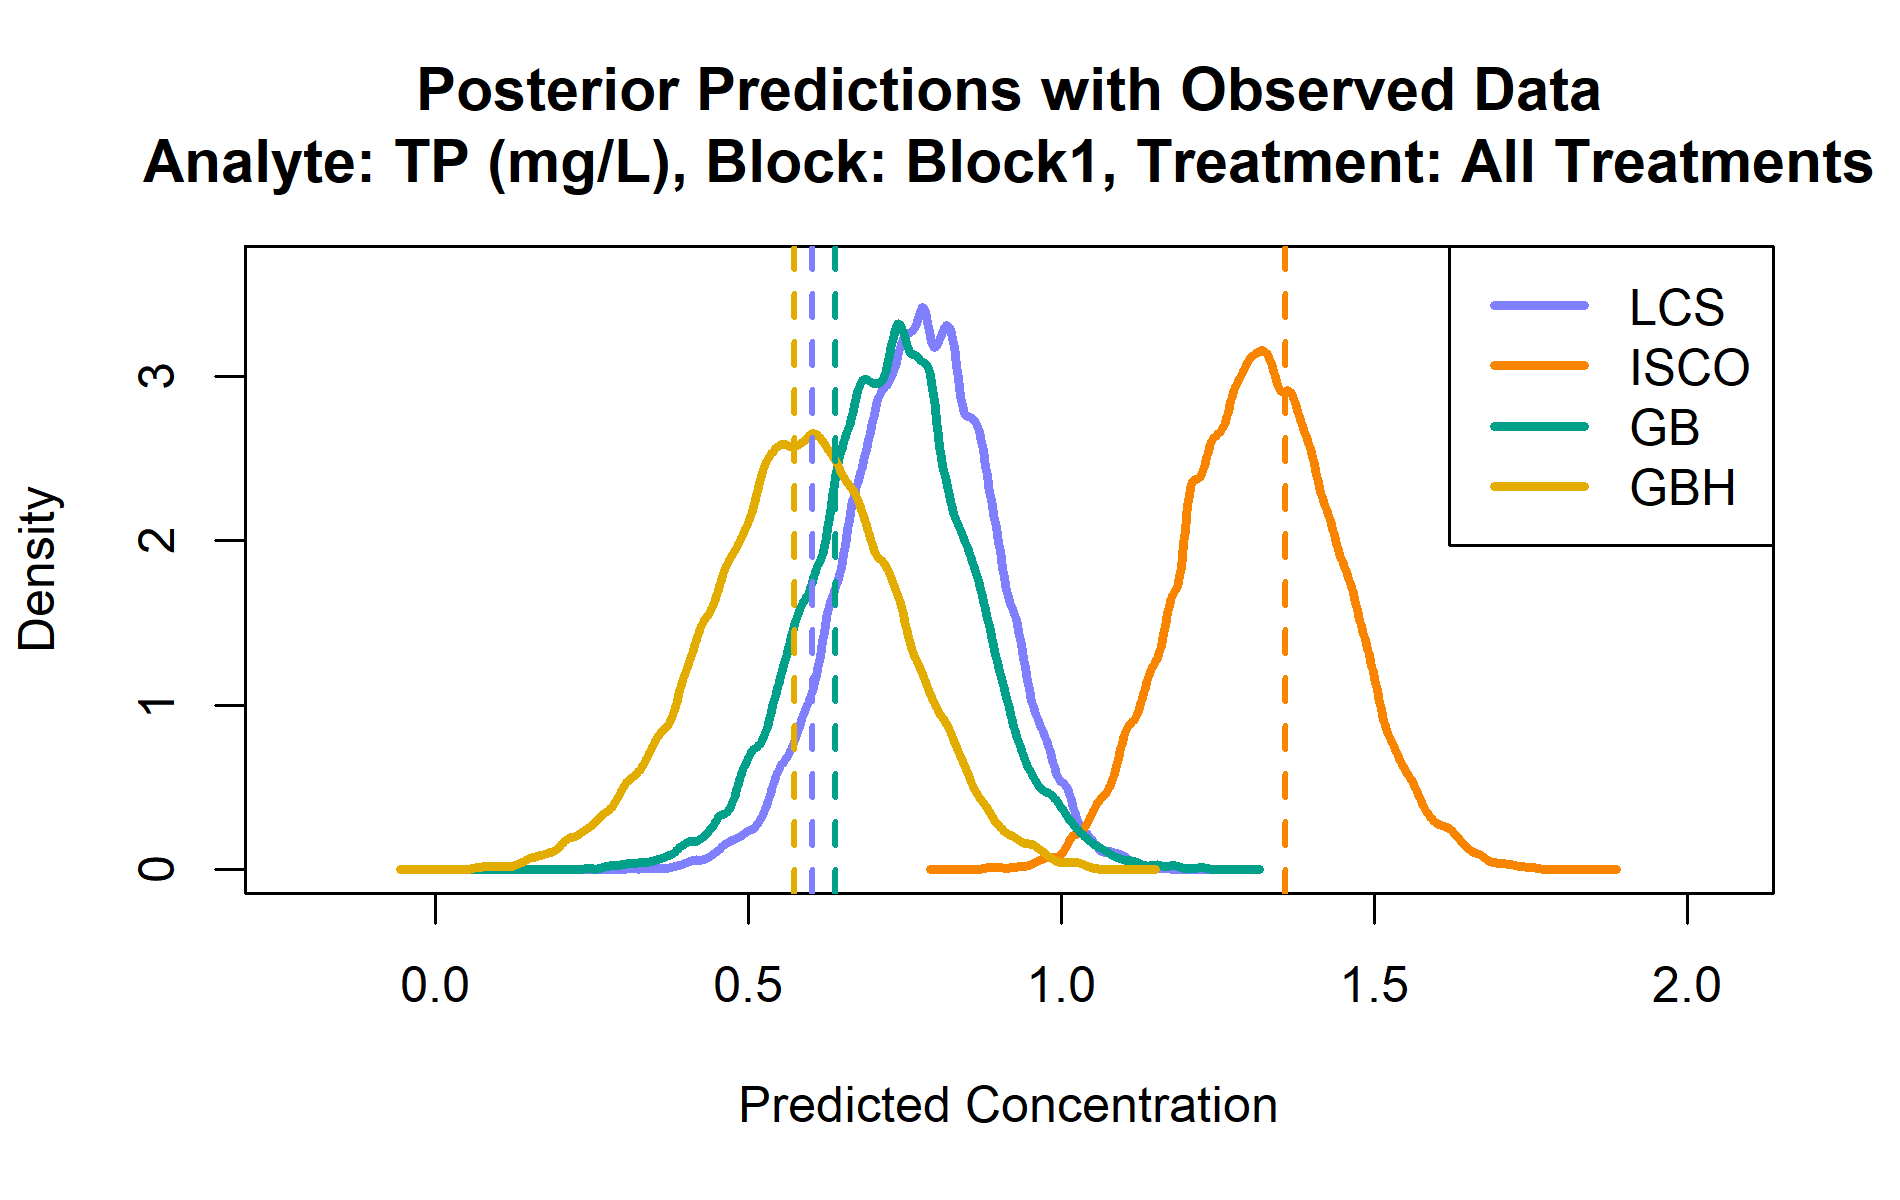 Posterior Predictions with Observed Data
Analyte: TP (mg/L), Block: Block1, Treatment: All Treatments
LCS
ISCO
GB
GBH
Density
3
2
1
0
0.0 0.5 1.0 1.5 2.0
Predicted Concentration